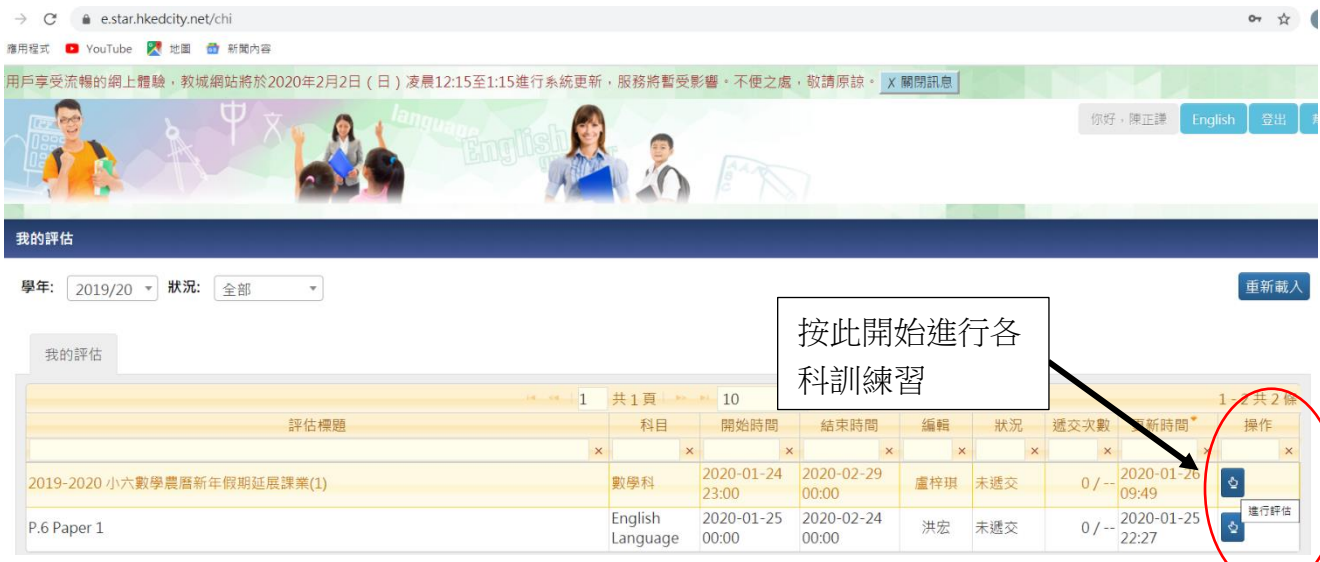 e.star.hkedcity.net/chi
應用程式 YouTube 地圖 新聞內容
用戶享受流暢的網上體驗，教城網站將於2020年2月2日（日）凌晨12:15至1:15進行系統更新，服務將暫受影響。不便之處，敬請原諒。 X 關閉訊息
中 文 language English
你好，陳正謙 English 登出
我的評估
學年: 2019/20 狀況: 全部 重新載入
按此開始進行各
科訓練習
我的評估
1 共 1 頁 10 1 - 2 共 2 條
評估標題 科目 開始時間 結束時間 編輯 狀況 遞交次數 更新時間 操作
× × × × × × × × ×
2019-2020 小六數學農曆新年假期延展課業(1) 數學科 2020-01-24 23:00 2020-02-29 00:00 盧梓琪 未遞交 0 / -- 2020-01-26 09:49
進行評估
P.6 Paper 1 English Language 2020-01-25 00:00 2020-02-24 00:00 洪宏 未遞交 0 / -- 2020-01-25 22:27